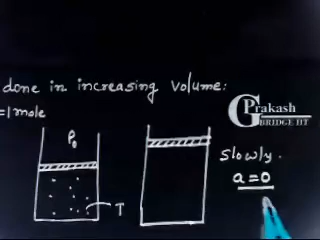 done in increasing volume:
=1 mole
Prakash
G BRIDGE IIT
P₀
Slowly.
a=0
T